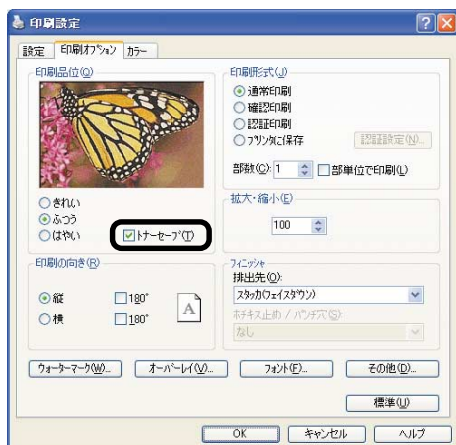 印刷設定
設定 印刷オプション カラー
印刷品位(Q)
きれい
ふつう
はやい
トナーセーブ(T)
印刷の向き(R)
縦 180°
横 180°
A
印刷形式(J)
通常印刷
確認印刷
認証印刷
プリンタに保存
認証設定(N)...
部数(C): 1 部単位で印刷(L)
拡大・縮小(E)
100
フィニッシャ
排出先(O):
スタッカ(フェイスダウン)
ホチキス止め / パンチ穴(S):
なし
ウォーターマーク(W)... オーバーレイ(V)... フォント(F)... その他(D)...
標準(U)
OK キャンセル ヘルプ